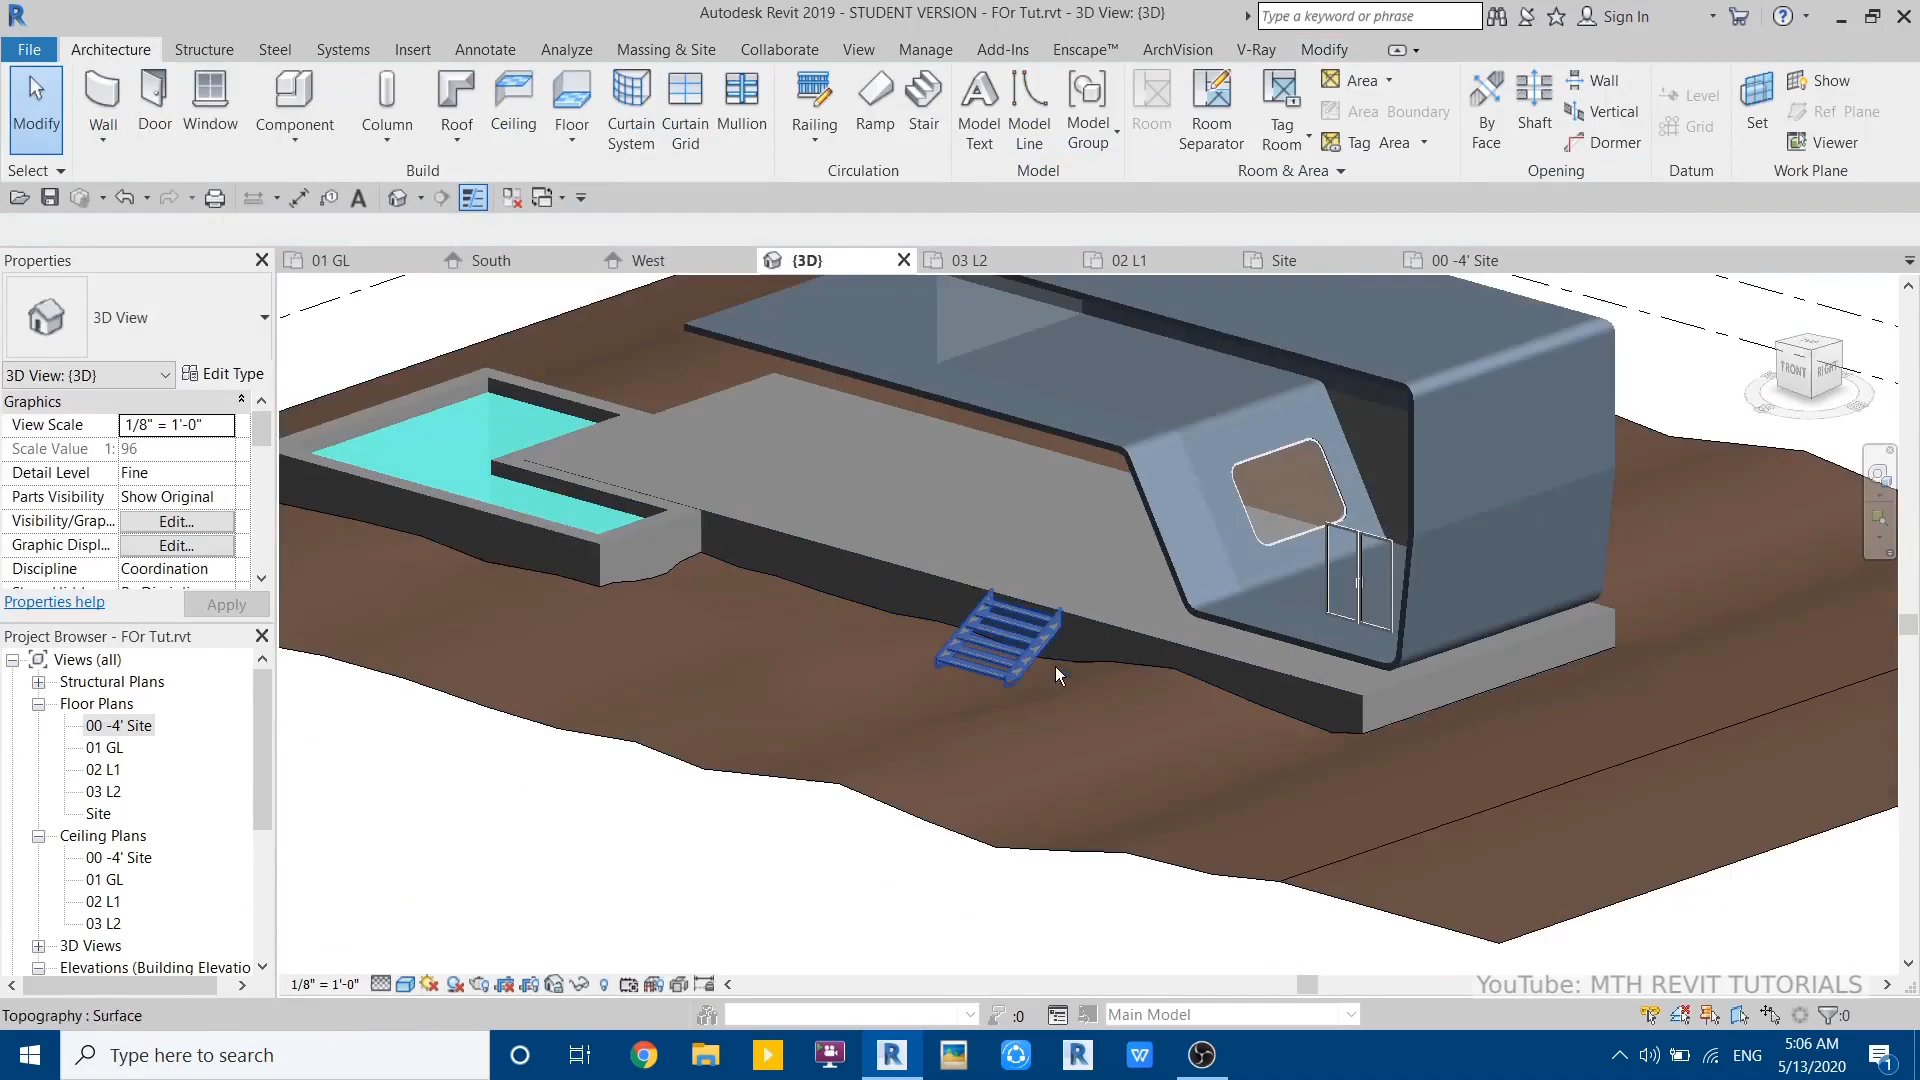 Autodesk Revit 2019 - STUDENT VERSION - FOr Tut.rvt - 3D View: {3D}
Type a keyword or phrase
Sign In
File Architecture Structure Steel Systems Insert Annotate Analyze Massing & Site Collaborate View Manage Add-Ins Enscape™ ArchVision V-Ray Modify
Modify Wall Door Window Component Column Roof Ceiling Floor Curtain System Curtain Grid Mullion Railing Ramp Stair Model Text Model Line Model Group Room Room Separator Tag Room Area Area Boundary Tag Area By Face Shaft Wall Vertical Dormer Level Grid Set Show Ref Plane Viewer
Select Build Circulation Model Room & Area Opening Datum Work Plane
Properties
01 GL South West {3D} 03 L2 02 L1 Site 00 -4' Site
3D View
3D View: {3D} Edit Type
Graphics
View Scale 1/8" = 1'-0"
Scale Value 1: 96
Detail Level Fine
Parts Visibility Show Original
Visibility/Grap... Edit...
Graphic Displ... Edit...
Discipline Coordination
Properties help Apply
Project Browser - FOr Tut.rvt
Views (all)
Structural Plans
Floor Plans
00 -4' Site
01 GL
02 L1
03 L2
Site
Ceiling Plans
00 -4' Site
01 GL
02 L1
03 L2
3D Views
Elevations (Building Elevatio
FRONT
1/8" = 1'-0"
YouTube: MTH REVIT TUTORIALS
Topography : Surface
:0
Main Model
:0
Type here to search
ENG
5:06 AM
5/13/2020
1